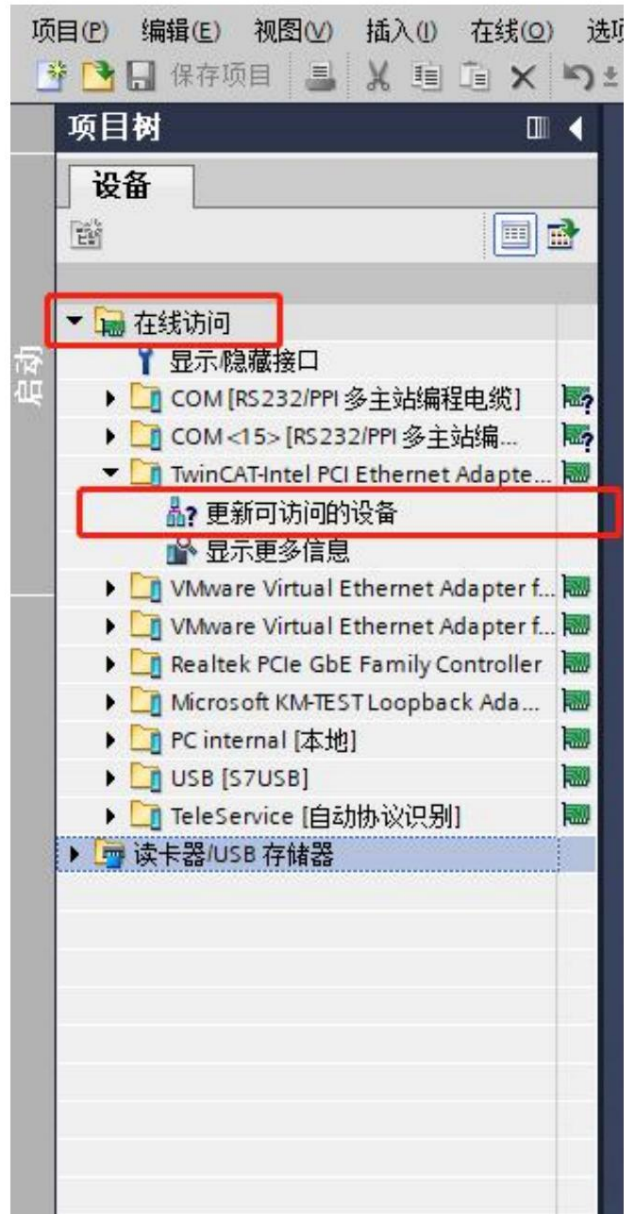 项目(P) 编辑(E) 视图(V) 插入(I) 在线(O) 选项
保存项目
项目树
设备
启动
在线访问
显示/隐藏接口
COM [RS232/PPI 多主站编程电缆]
COM <15> [RS232/PPI 多主站编...
TwinCAT-Intel PCI Ethernet Adapte...
更新可访问的设备
显示更多信息
VMware Virtual Ethernet Adapter f...
VMware Virtual Ethernet Adapter f...
Realtek PCIe GbE Family Controller
Microsoft KM-TEST Loopback Ada...
PC internal [本地]
USB [S7USB]
TeleService [自动协议识别]
读卡器/USB 存储器